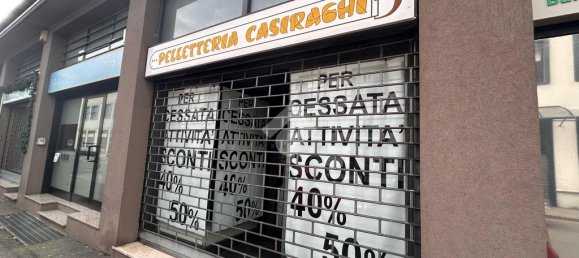 ...PELLETTERIA CASIRAGHI
PER
CESSATA
ATTIVITA'
SCONTI
40%
50%
PER
CESSATA
ATTIVITA'
SCONTI
40%
50%
PER
CESSATA
ATTIVITA'
SCONTI
40%
50%